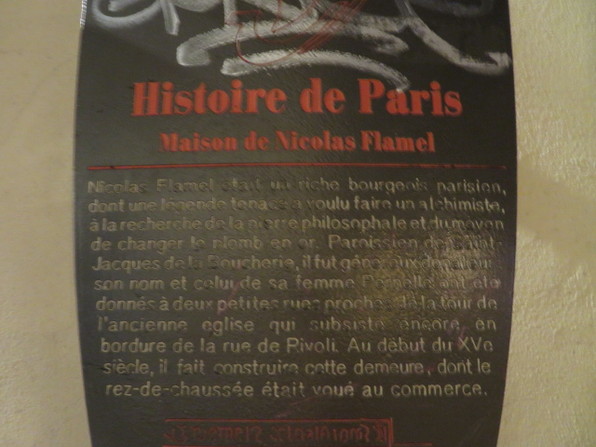 Histoire de Paris
Maison de Nicolas Flamel
Nicolas Flamel était un riche bourgeois parisien,
dont une légende tenace a voulu faire un alchimiste,
à la recherche de la pierre philosophale et du moyen
de changer le plomb en or. Paroissien de Saint-
Jacques de la Boucherie, il fut généreux
son nom et celui de sa femme Pernelle ont été
donnés à deux petites rues proches de la tour de
l'ancienne église qui subsiste encore en
bordure de la rue de Rivoli. Au début du XVe
siècle, il fait construire cette demeure, dont le
rez-de-chaussée était voué au commerce.